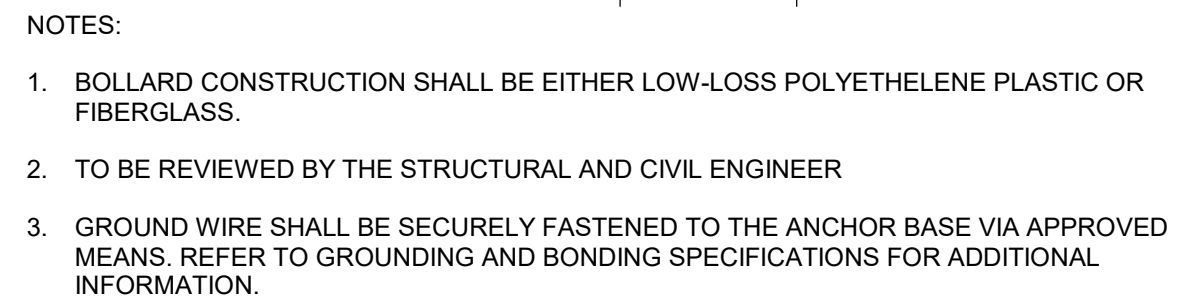 NOTES:
1. BOLLARD CONSTRUCTION SHALL BE EITHER LOW-LOSS POLYETHELENE PLASTIC OR
FIBERGLASS.
2. TO BE REVIEWED BY THE STRUCTURAL AND CIVIL ENGINEER
3. GROUND WIRE SHALL BE SECURELY FASTENED TO THE ANCHOR BASE VIA APPROVED
MEANS. REFER TO GROUNDING AND BONDING SPECIFICATIONS FOR ADDITIONAL
INFORMATION.